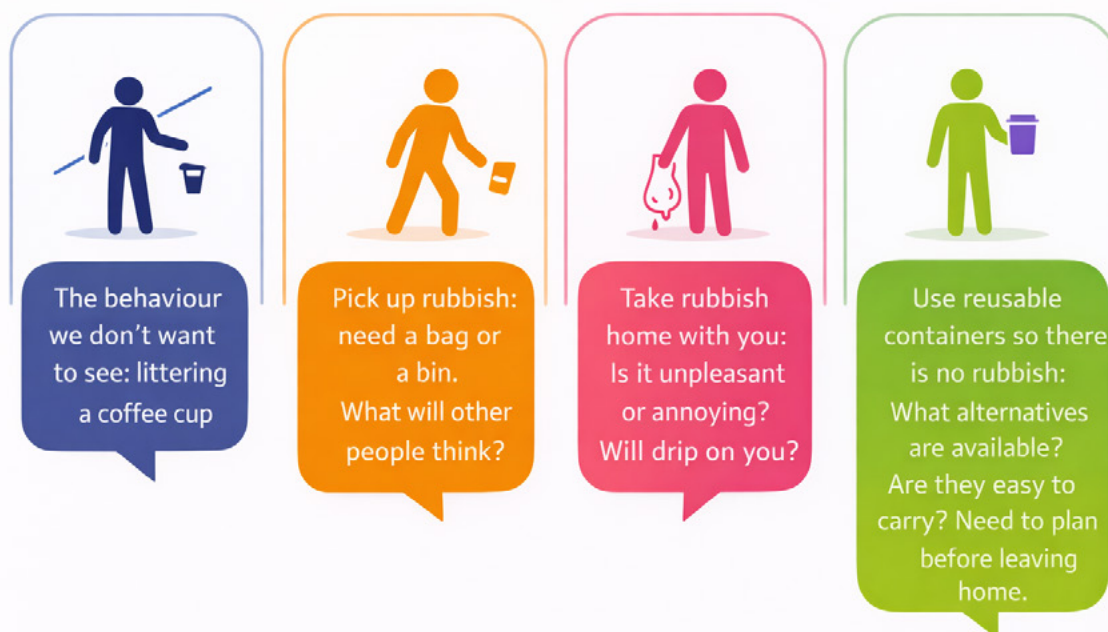 The behaviour
we don't want
to see: littering
a coffee cup
Pick up rubbish:
need a bag or
a bin.
What will other
people think?
Take rubbish
home with you:
Is it unpleasant
or annoying?
Will drip on you?
Use reusable
containers so there
is no rubbish:
What alternatives
are available?
Are they easy to
carry? Need to plan
before leaving
home.